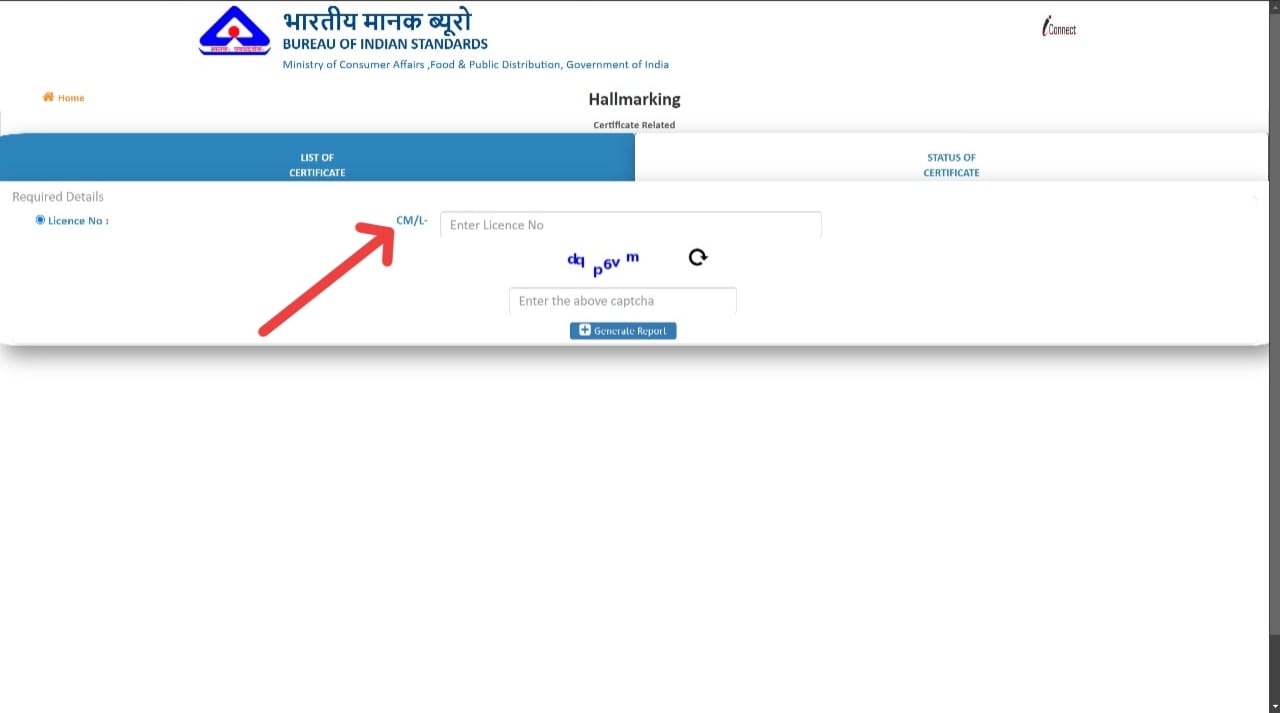 भारतीय मानक ब्यूरो
BUREAU OF INDIAN STANDARDS
Ministry of Consumer Affairs ,Food & Public Distribution, Government of India
iConnect
Home
Hallmarking
Certificate Related
LIST OF
CERTIFICATE
STATUS OF
CERTIFICATE
Required Details
Licence No :
CM/L-
Enter Licence No
dq p6v m
Enter the above captcha
Generate Report